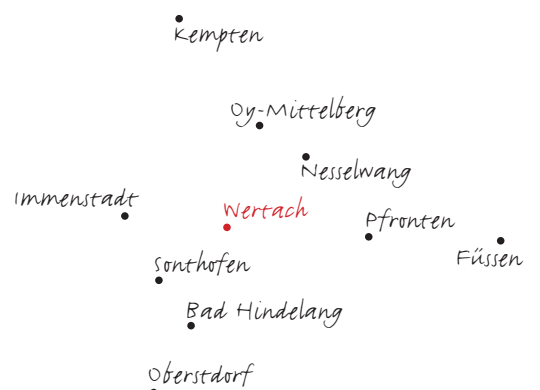 Kempten
Oy-Mittelberg
Nesselwang
Immenstadt
Wertach
Pfronten
Füssen
Sonthofen
Bad Hindelang
Oberstdorf